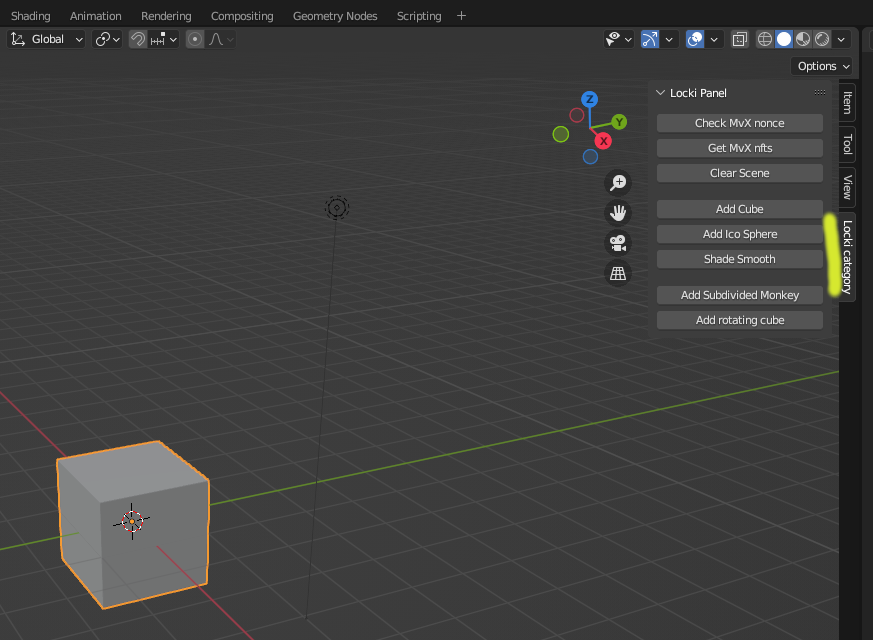 Shading Animation Rendering Compositing Geometry Nodes Scripting +
Global
Options
Z
Y
X
Locki Panel
Check MvX nonce
Get MvX nfts
Clear Scene
Add Cube
Add Ico Sphere
Shade Smooth
Add Subdivided Monkey
Add rotating cube
Item
Tool
View
Locki category